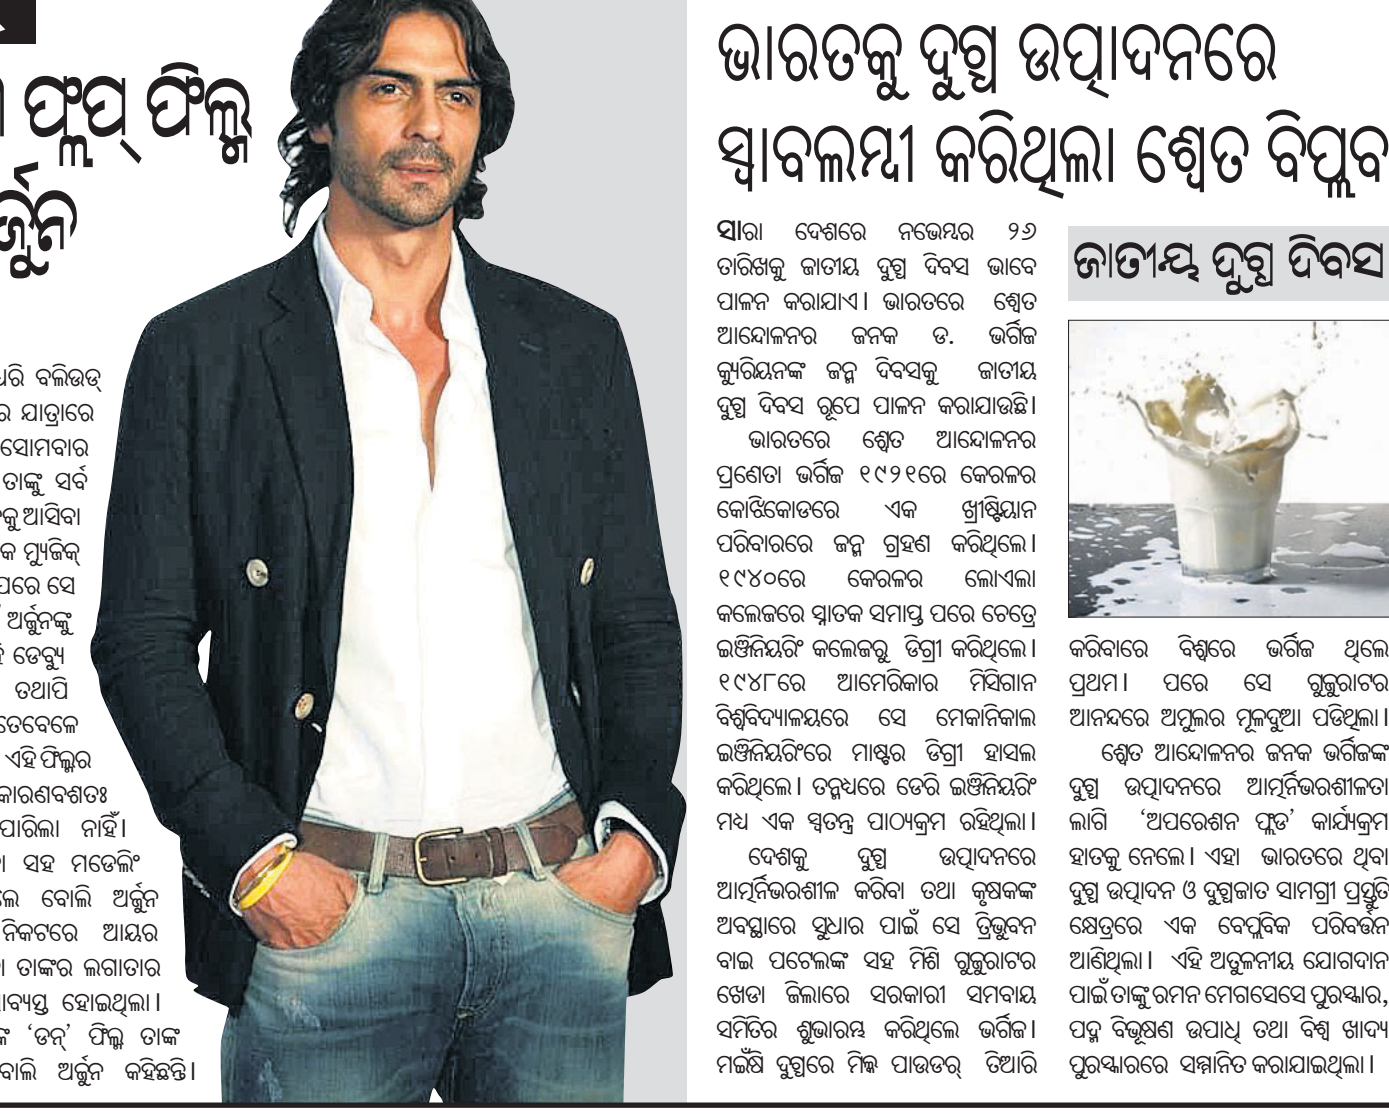 ଫ୍ଲପ୍ ଫିଲ୍ମ
ର୍ଜୁନ
ଧରି ବଲିଉଡ୍
ର ଯାତ୍ରାରେ
ସୋମବାର
ତାଙ୍କୁ ସର୍ବ
କୁ ଆସିବା
କ ମ୍ୟୁଜିକ୍
ପରେ ସେ
ଅର୍ଜୁନଙ୍କୁ
ଡେବ୍ୟୁ
ତଥାପି
ତେବେଳେ
ଏହି ଫିଲ୍ମର
କାରଣବଶତଃ
ପାରିଲା ନାହିଁ।
ସହ ମଡେଲିଂ
ଲେ ବୋଲି ଅର୍ଜୁନ
ନିକଟରେ ଆୟର
ତାଙ୍କର ଲଗାତାର
ାବ୍ୟସ୍ତ ହୋଇଥିଲା।
ଙ୍କ ‘ଡନ୍’ ଫିଲ୍ମ ତାଙ୍କ
ବୋଲି ଅର୍ଜୁନ କହିଛନ୍ତି।
ଭାରତକୁ ଦୁଗ୍ଧ ଉତ୍ପାଦନରେ
ସ୍ୱାବଲମ୍ବୀ କରିଥିଲା ଶ୍ୱେତ ବିପ୍ଲବ
ସାରା ଦେଶରେ ନଭେମ୍ବର ୨୬
ତାରିଖକୁ ଜାତୀୟ ଦୁଗ୍ଧ ଦିବସ ଭାବେ
ପାଳନ କରାଯାଏ। ଭାରତରେ ଶ୍ୱେତ
ଆନ୍ଦୋଳନର ଜନକ ଡ. ଭର୍ଗିଜ
କ୍ୟୁରିୟନଙ୍କ ଜନ୍ମ ଦିବସକୁ ଜାତୀୟ
ଦୁଗ୍ଧ ଦିବସ ରୂପେ ପାଳନ କରାଯାଉଛି।
ଭାରତରେ ଶ୍ୱେତ ଆନ୍ଦୋଳନର
ପ୍ରଣେତା ଭର୍ଗିଜ ୧୯୨୧ରେ କେରଳର
କୋଝିକୋଡରେ ଏକ ଖ୍ରୀଷ୍ଟିୟାନ
ପରିବାରରେ ଜନ୍ମ ଗ୍ରହଣ କରିଥିଲେ।
୧୯୪୦ରେ କେରଳର ଲୋଏଲା
କଲେଜରେ ସ୍ନାତକ ସମାପ୍ତ ପରେ ଚେତ୍ରେ
ଇଞ୍ଜିନିୟରିଂ କଲେଜରୁ ଡିଗ୍ରୀ କରିଥିଲେ।
୧୯୪୮ରେ ଆମେରିକାର ମିସିଗାନ
ବିଶ୍ୱବିଦ୍ୟାଳୟରେ ସେ ମେକାନିକାଲ
ଇଞ୍ଜିନିୟରିଂରେ ମାଷ୍ଟର ଡିଗ୍ରୀ ହାସଲ
କରିଥିଲେ। ତନ୍ମଧ୍ୟରେ ଡେରି ଇଞ୍ଜିନିୟରିଂ
ମଧ୍ୟ ଏକ ସ୍ୱତନ୍ତ୍ର ପାଠ୍ୟକ୍ରମ ରହିଥିଲା।
ଦେଶକୁ ଦୁଗ୍ଧ ଉତ୍ପାଦନରେ
ଆତ୍ମନିର୍ଭରଶୀଳ କରିବା ତଥା କୃଷକଙ୍କ
ଅବସ୍ଥାରେ ସୁଧାର ପାଇଁ ସେ ତ୍ରିଭୁବନ
ବାଇ ପଟେଲଙ୍କ ସହ ମିଶି ଗୁଜୁରାଟର
ଖେଡା ଜିଲାରେ ସରକାରୀ ସମବାୟ
ସମିତିର ଶୁଭାରମ୍ଭ କରିଥିଲେ ଭର୍ଗିଜ।
ମଇଁଷି ଦୁଗ୍ଧରେ ମିଲ୍କ ପାଉଡର୍ ତିଆରି
ଜାତୀୟ ଦୁଗ୍ଧ ଦିବସ
କରିବାରେ ବିଶ୍ୱରେ ଭର୍ଗିଜ ଥିଲେ
ପ୍ରଥମ। ପରେ ସେ ଗୁଜୁରାଟର
ଆନନ୍ଦରେ ଅମୁଲର ମୂଳଦୁଆ ପଡିଥିଲା।
ଶ୍ୱେତ ଆନ୍ଦୋଳନର ଜନକ ଭର୍ଗିଜଙ୍କ
ଦୁଗ୍ଧ ଉତ୍ପାଦନରେ ଆତ୍ମନିର୍ଭରଶୀଳତା
ଲାଗି ‘ଅପରେଶନ ଫ୍ଲଡ’ କାର୍ଯ୍ୟକ୍ରମ
ହାତକୁ ନେଲେ। ଏହା ଭାରତରେ ଥିବା
ଦୁଗ୍ଧ ଉତ୍ପାଦନ ଓ ଦୁଗ୍ଧଜାତ ସାମଗ୍ରୀ ପ୍ରସ୍ତୁତି
କ୍ଷେତ୍ରରେ ଏକ ବୈପ୍ଲବିକ ପରିବର୍ତ୍ତନ
ଆଣିଥିଲା। ଏହି ଅତୁଳନୀୟ ଯୋଗଦାନ
ପାଇଁ ତାଙ୍କୁ ରମନ ମେଗସେସେ ପୁରସ୍କାର,
ପଦ୍ମ ବିଭୂଷଣ ଉପାଧି ତଥା ବିଶ୍ୱ ଖାଦ୍ୟ
ପୁରସ୍କାରରେ ସମ୍ମାନିତ କରାଯାଇଥିଲା।